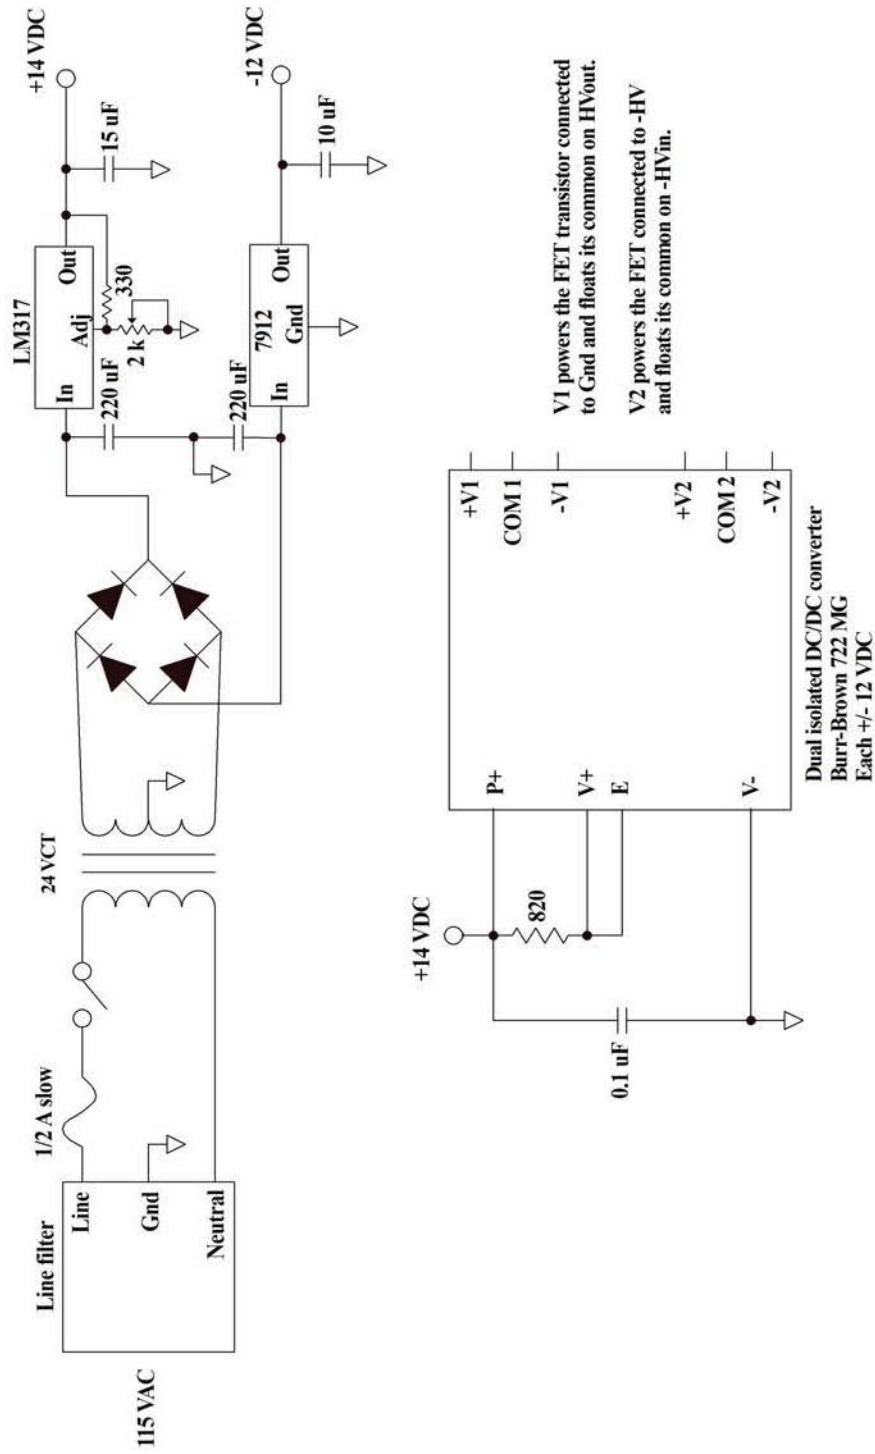 115 VAC
Line filter
Line
Gnd
Neutral
1/2 A slow
24 VCT
220 uF
220 uF
LM317
In
Adj
Out
330
2 k
15 uF
+14 VDC
7912
In
Gnd
Out
10 uF
-12 VDC
+14 VDC
820
0.1 uF
P+
V+
E
V-
+V1
COM 1
-V1
+V2
COM 2
-V2
Dual isolated DC/DC converter
Burr-Brown 722 MG
Each +/- 12 VDC
V1 powers the FET transistor connected
to Gnd and floats its common on HVout.
V2 powers the FET connected to -HV
and floats its common on -HVin.